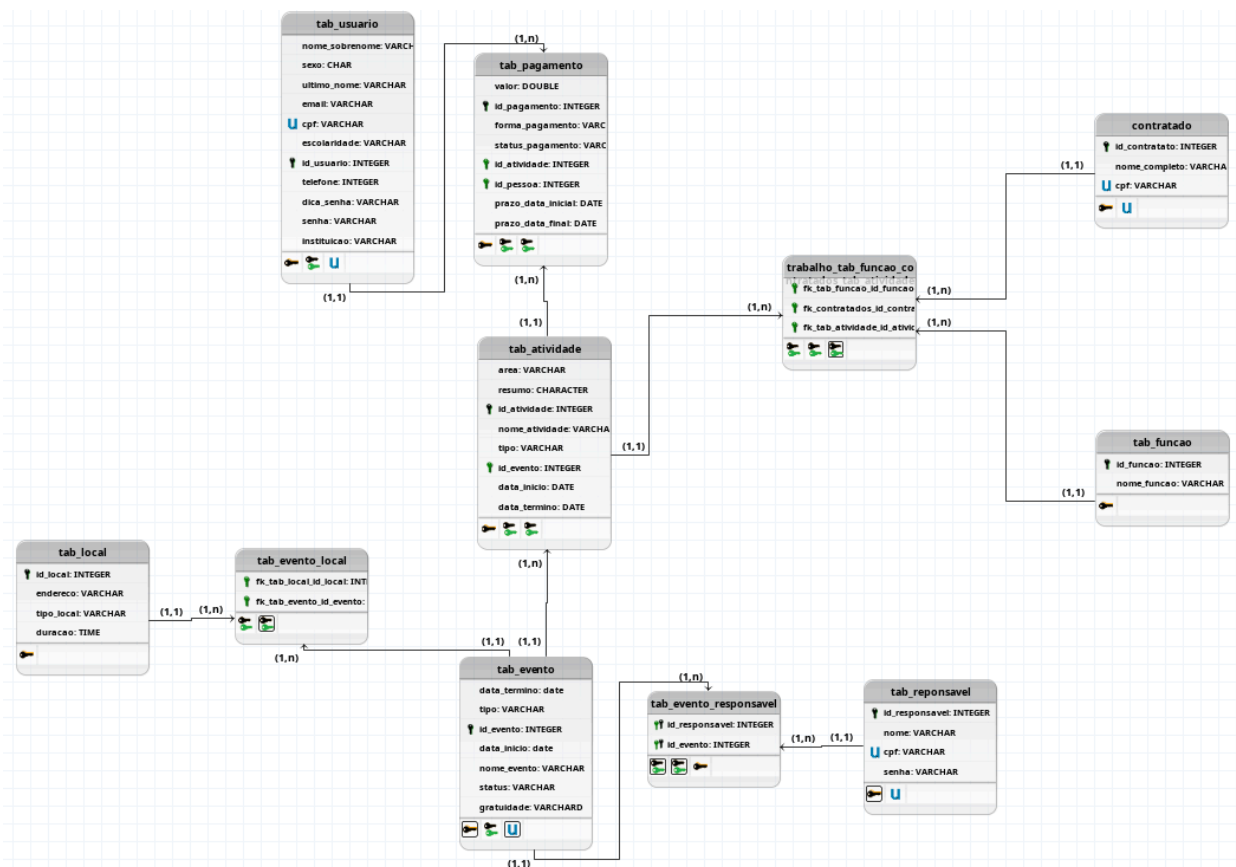 tab_usuario
nome_sobrenome: VARCH
sexo: CHAR
ultimo_nome: VARCHAR
email: VARCHAR
U cpf: VARCHAR
escolaridade: VARCHAR
id_usuario: INTEGER
telefone: INTEGER
dica_senha: VARCHAR
senha: VARCHAR
instituicao: VARCHAR
U
(1,1)
(1,n)
tab_pagamento
valor: DOUBLE
id_pagamento: INTEGER
forma_pagamento: VARC
status_pagamento: VARC
id_atividade: INTEGER
id_pessoa: INTEGER
prazo_data_inicial: DATE
prazo_data_final: DATE
(1,n)
(1,1)
contratado
id_contratato: INTEGER
nome_completo: VARCHA
U cpf: VARCHAR
U
(1,1)
trabalho_tab_funcao_co
ntratados_tab_atividade
fk_tab_funcao_id_funcao
fk_contratados_id_contra
fk_tab_atividade_id_ativic
(1,n)
(1,n)
(1,n)
tab_atividade
area: VARCHAR
resumo: CHARACTER
id_atividade: INTEGER
nome_atividade: VARCHA
tipo: VARCHAR
id_evento: INTEGER
data_inicio: DATE
data_termino: DATE
(1,1)
(1,n)
(1,1)
tab_funcao
id_funcao: INTEGER
nome_funcao: VARCHAR
(1,1)
tab_local
id_local: INTEGER
endereco: VARCHAR
tipo_local: VARCHAR
duracao: TIME
(1,1)
(1,n)
tab_evento_local
fk_tab_local_id_local: INT
fk_tab_evento_id_evento:
(1,n)
(1,1)
tab_evento
data_termino: date
tipo: VARCHAR
id_evento: INTEGER
data_inicio: date
nome_evento: VARCHAR
status: VARCHAR
gratuidade: VARCHARD
U
(1,1)
(1,n)
tab_evento_responsavel
id_responsavel: INTEGER
id_evento: INTEGER
(1,n)
(1,1)
tab_reponsavel
id_responsavel: INTEGER
nome: VARCHAR
U cpf: VARCHAR
senha: VARCHAR
U